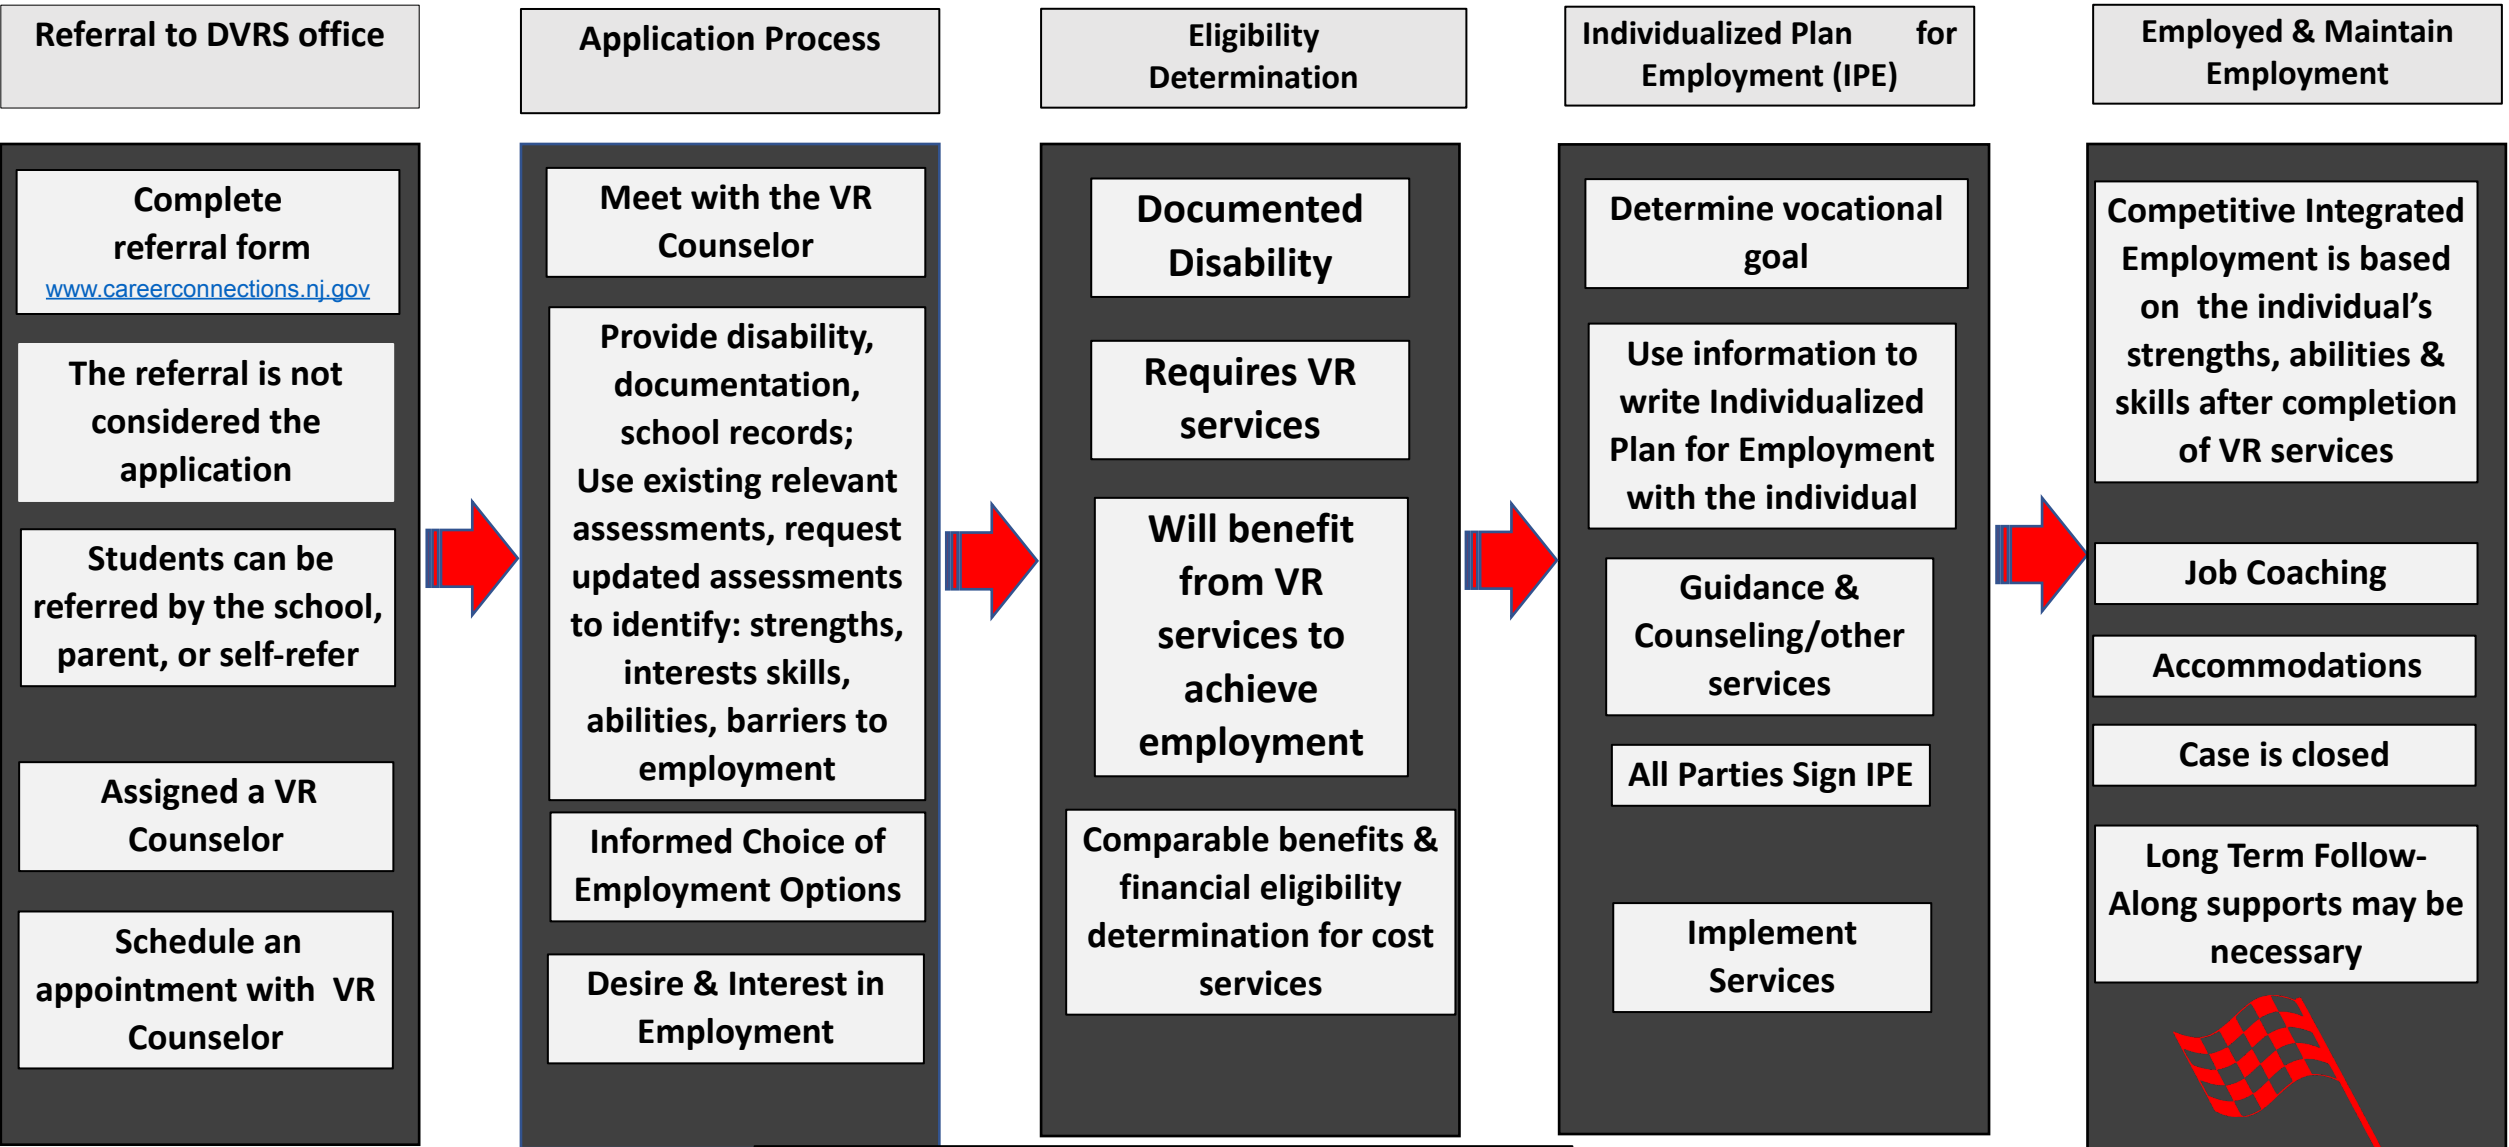 Referral to DVRS office
Complete
referral form
www.careerconnections.nj.gov
The referral is not
considered the
application
Students can be
referred by the school,
parent, or self-refer
Assigned a VR
Counselor
Schedule an
appointment with  VR
Counselor
Application Process
Meet with the VR
Counselor
Provide disability,
documentation,
school records;
Use existing relevant
assessments, request
updated assessments
to identify: strengths,
interests skills,
abilities, barriers to
employment
Informed Choice of
Employment Options
Desire & Interest in
Employment
Eligibility
Determination
Documented
Disability
Requires VR
services
Will benefit
from VR
services to
achieve
employment
Comparable benefits &
financial eligibility
determination for cost
services
Individualized Plan for
Employment (IPE)
Determine vocational
goal
Use information to
write Individualized
Plan for Employment
with the individual
Guidance &
Counseling/other
services
All Parties Sign IPE
Implement
Services
Employed & Maintain
Employment
Competitive Integrated
Employment is based
on  the individual’s
strengths, abilities &
skills after completion
of VR services
Job Coaching
Accommodations
Case is closed
Long Term Follow-
Along supports may be
necessary